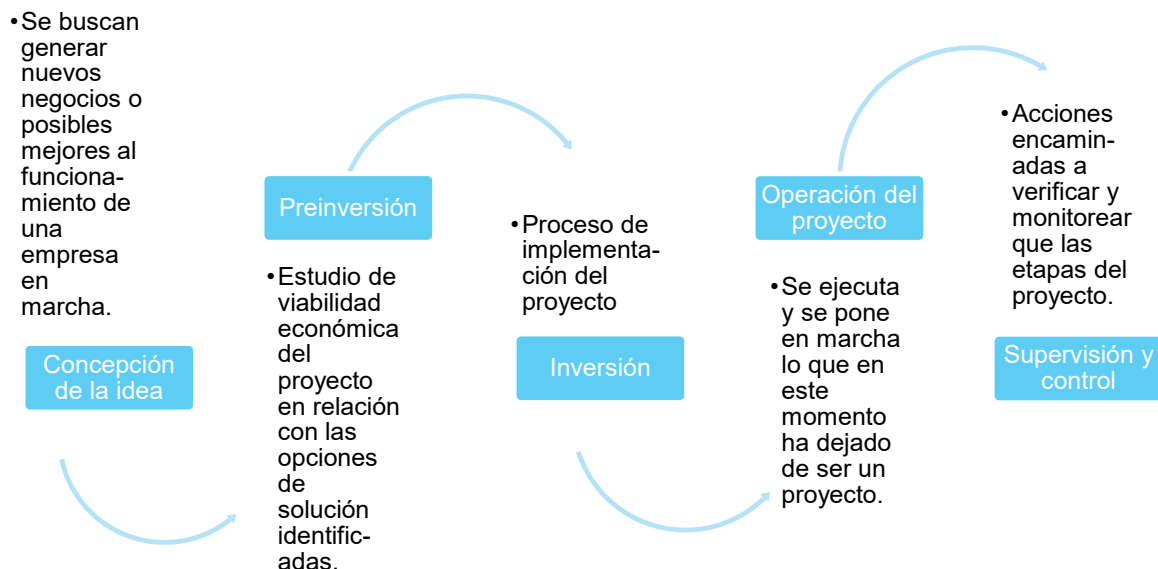 •Se buscan
generar
nuevos
negocios o
posibles
mejores al
funciona-
miento de
una
empresa
en
marcha.
Concepción
de la idea
Preinversión
•Estudio de
viabilidad
económica
del
proyecto
en relación
con las
opciones
de
solución
identific-
adas.
•Proceso de
implementa-
ción del
proyecto
Inversión
Operación del
proyecto
•Se ejecuta
y se pone
en marcha
lo que en
este
momento
ha dejado
de ser un
proyecto.
•Acciones
encamin-
adas a
verificar y
monitorear
que las
etapas del
proyecto.
Supervisión y
control